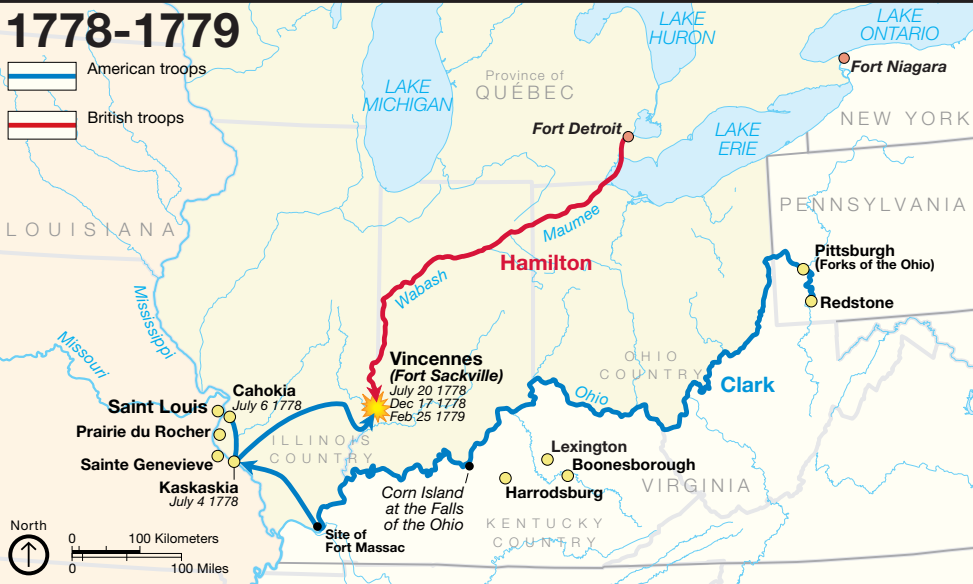 1778-1779
American troops
British troops
LAKE
MICHIGAN
LAKE
HURON
LAKE
ONTARIO
Fort Niagara
Province of
QUÉBEC
Fort Detroit
LAKE
ERIE
NEW YORK
PENNSYLVANIA
LOUISIANA
Maumee
Hamilton
Wabash
Pittsburgh
(Forks of the Ohio)
Redstone
Mississippi
Missouri
Vincennes
(Fort Sackville)
July 20 1778
Dec 17 1778
Feb 25 1779
OHIO
COUNTRY
Clark
Ohio
Cahokia
July 6 1778
Saint Louis
Prairie du Rocher
Sainte Genevieve
Kaskaskia
July 4 1778
ILLINOIS
COUNTRY
Lexington
Boonesborough
Harrodsburg
VIRGINIA
Corn Island
at the Falls
of the Ohio
KENTUCKY
COUNTRY
Site of
Fort Massac
North
0 100 Kilometers
0 100 Miles